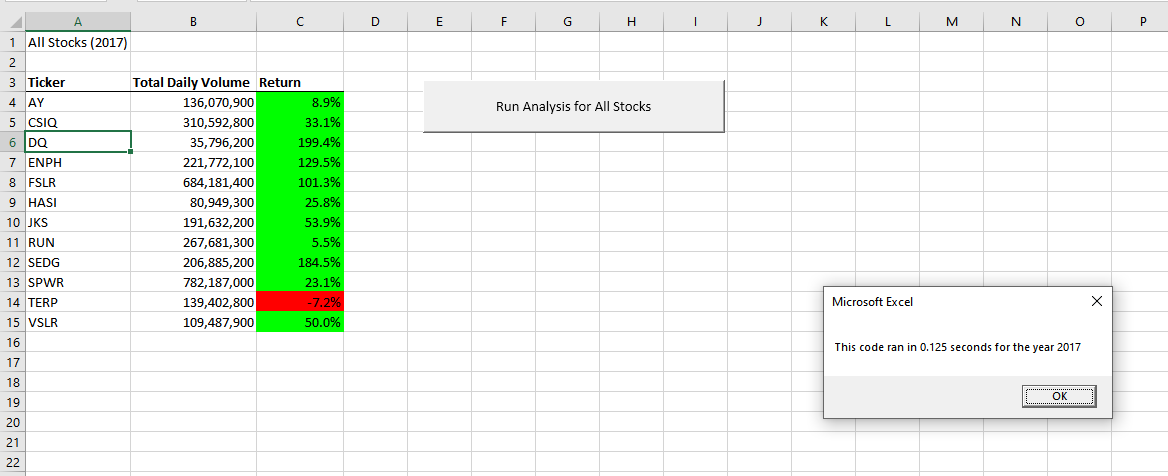 A B C D E F G H I J K L M N O P
1 All Stocks (2017)
2
3 Ticker Total Daily Volume Return
4 AY 136,070,900 8.9%
Run Analysis for All Stocks
5 CSIQ 310,592,800 33.1%
6 DQ 35,796,200 199.4%
7 ENPH 221,772,100 129.5%
8 FSLR 684,181,400 101.3%
9 HASI 80,949,300 25.8%
10 JKS 191,632,200 53.9%
11 RUN 267,681,300 5.5%
12 SEDG 206,885,200 184.5%
13 SPWR 782,187,000 23.1%
14 TERP 139,402,800 -7.2%
15 VSLR 109,487,900 50.0%
16
17
18
19
20
21
22
Microsoft Excel
This code ran in 0.125 seconds for the year 2017
OK